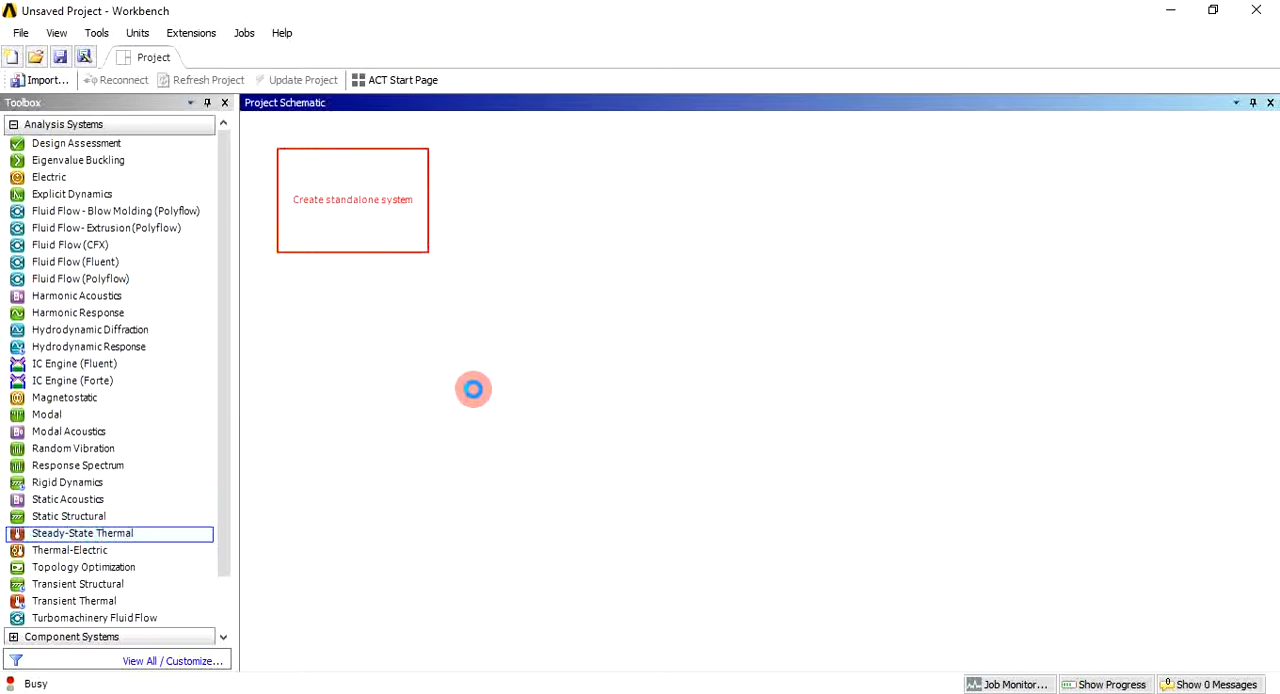 Unsaved Project - Workbench
File View Tools Units Extensions Jobs Help
Project
Import... Reconnect Refresh Project Update Project ACT Start Page
Toolbox
Project Schematic
Analysis Systems
Design Assessment
Eigenvalue Buckling
Electric
Explicit Dynamics
Fluid Flow - Blow Molding (Polyflow)
Fluid Flow- Extrusion (Polyflow)
Fluid Flow (CFX)
Fluid Flow (Fluent)
Fluid Flow (Polyflow)
Harmonic Acoustics
Harmonic Response
Hydrodynamic Diffraction
Hydrodynamic Response
IC Engine (Fluent)
IC Engine (Forte)
Magnetostatic
Modal
Modal Acoustics
Random Vibration
Response Spectrum
Rigid Dynamics
Static Acoustics
Static Structural
Steady-State Thermal
Thermal-Electric
Topology Optimization
Transient Structural
Transient Thermal
Turbomachinery Fluid Flow
Component Systems
View All / Customize...
Create standalone system
Busy
Job Monitor... Show Progress Show 0 Messages